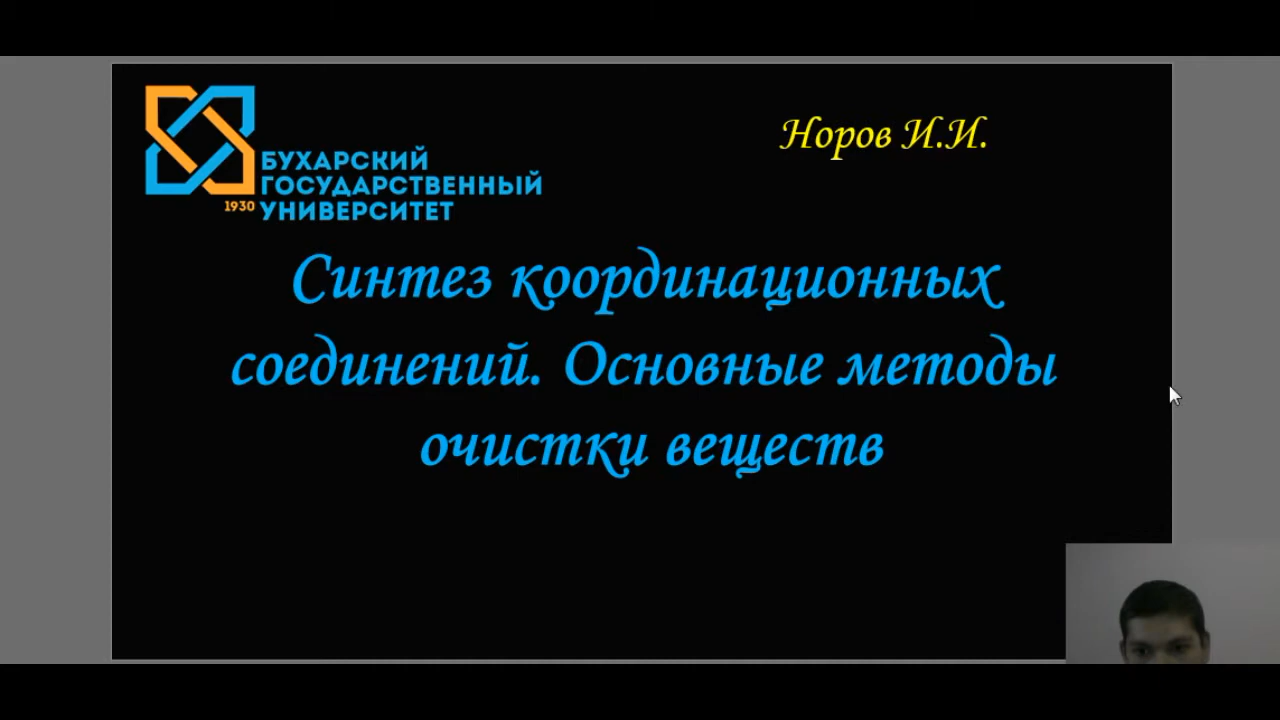 БУХАРСКИЙ
ГОСУДАРСТВЕННЫЙ
1930 УНИВЕРСИТЕТ
Норов И.И.
Синтез координационных
соединений. Основные методы
очистки веществ